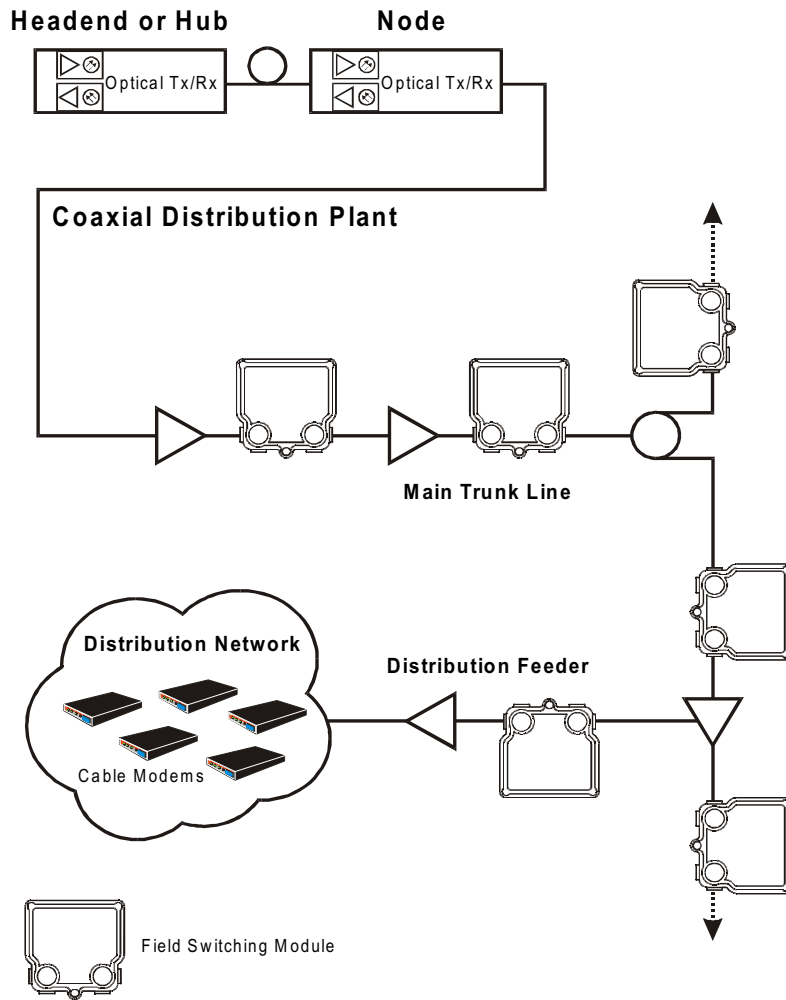 Headend or Hub
Node
Optical Tx/Rx
Optical Tx/Rx
Coaxial Distribution Plant
Main Trunk Line
Distribution Network
Distribution Feeder
Cable Modems
Field Switching Module